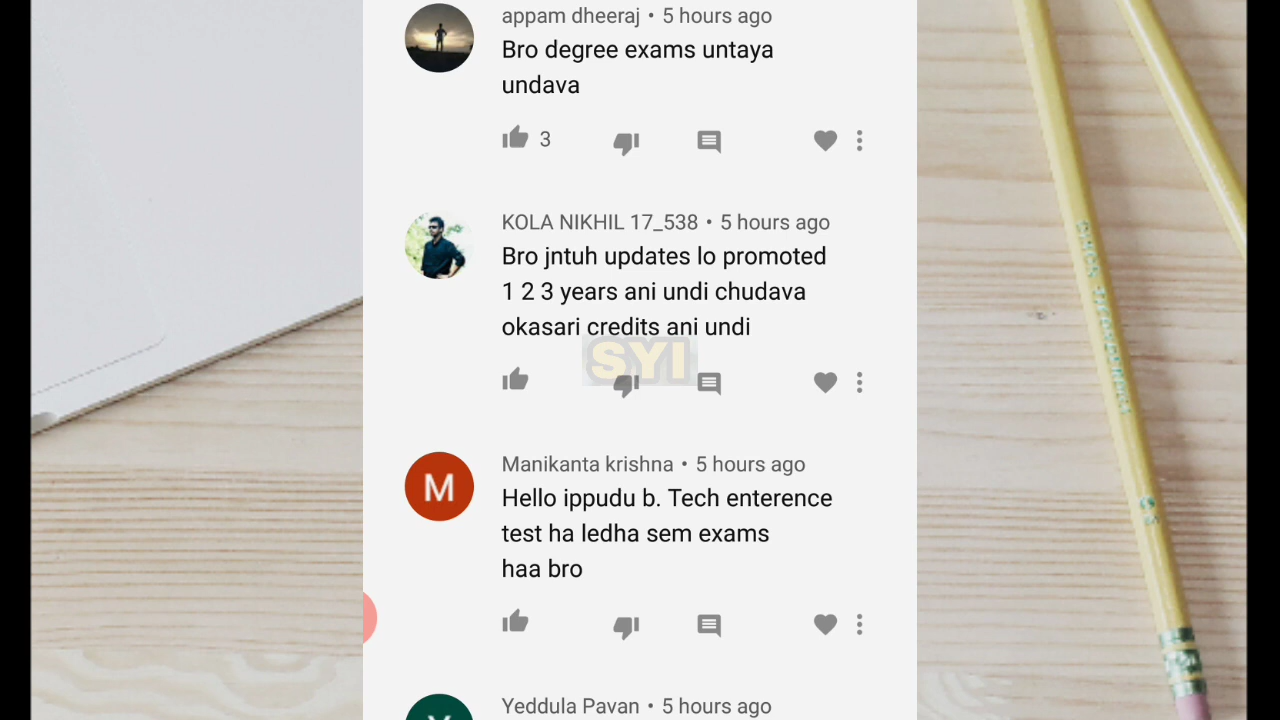 appam dheeraj • 5 hours ago
Bro degree exams untaya
undava
3
KOLA NIKHIL 17_538 • 5 hours ago
Bro jntuh updates lo promoted
1 2 3 years ani undi chudava
okasari credits ani undi
SYI
M
Manikanta krishna • 5 hours ago
Hello ippudu b. Tech enterence
test ha ledha sem exams
haa bro
Yeddula Pavan • 5 hours ago